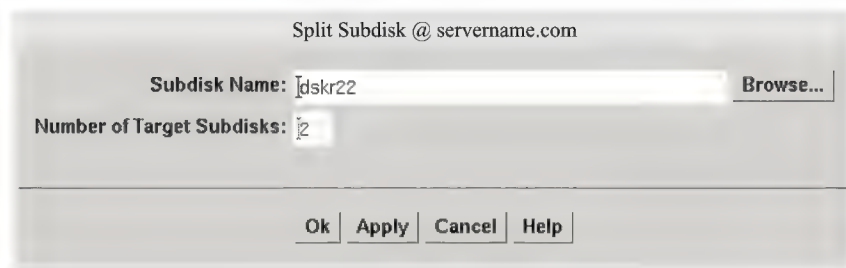 Split Subdisk @ servername.com
Subdisk Name: dskr22 Browse...
Number of Target Subdisks: 2
Ok Apply Cancel Help